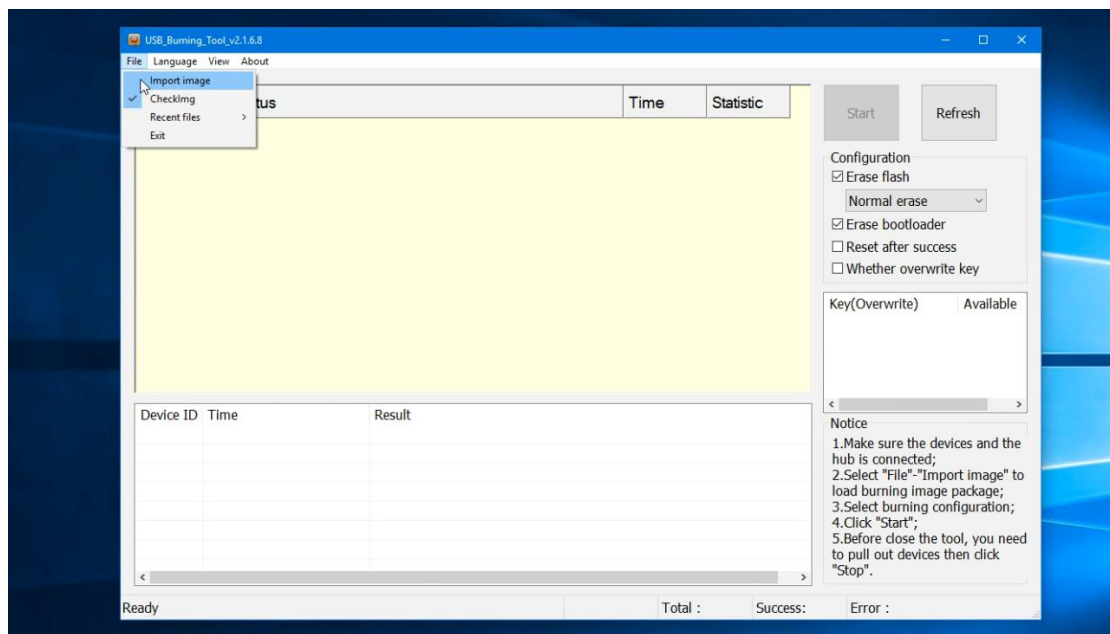 USB_Burning_Tool_v2.1.6.8
File Language View About
Import image
CheckImg
Recent files
Exit
tus Time Statistic
Start Refresh
Configuration
Erase flash
Normal erase
Erase bootloader
Reset after success
Whether overwrite key
Key(Overwrite) Available
Device ID Time Result
Notice
1.Make sure the devices and the
hub is connected;
2.Select "File"-"Import image" to
load burning image package;
3.Select burning configuration;
4.Click "Start";
5.Before close the tool, you need
to pull out devices then click
"Stop".
Ready Total : Success: Error :